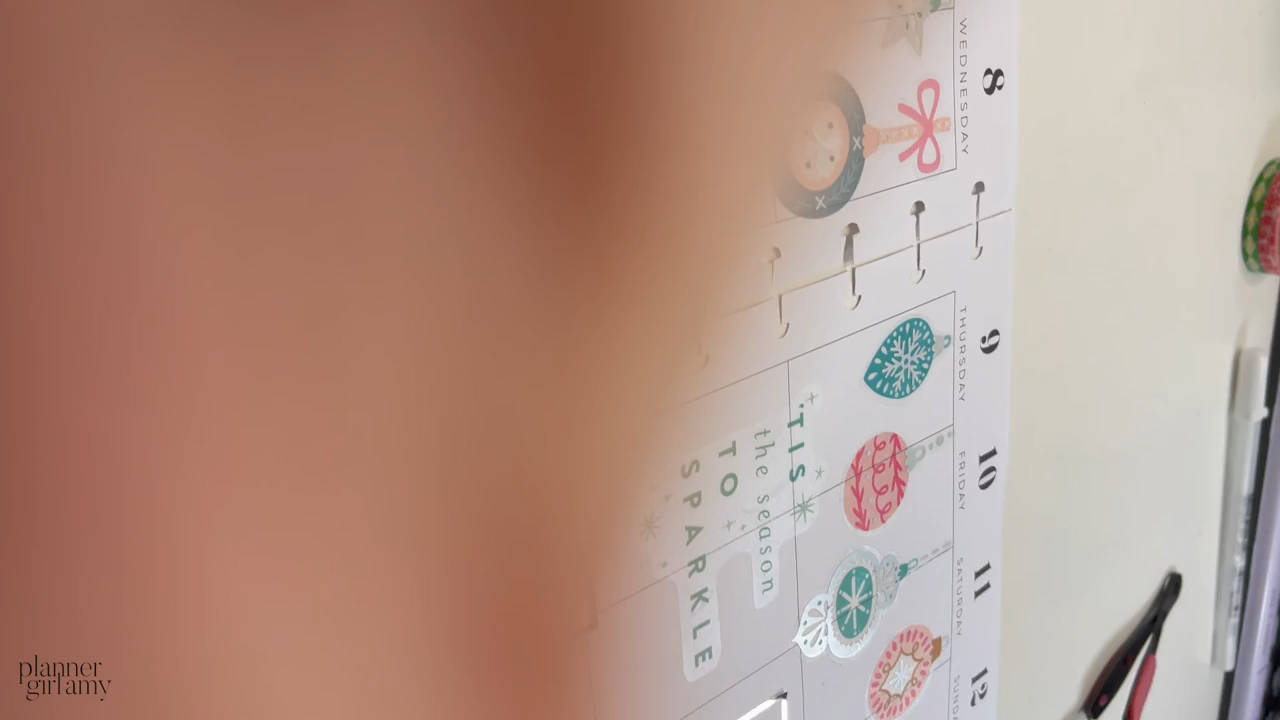 8
WEDNESDAY
9
THURSDAY
10
FRIDAY
11
SATURDAY
12
'TIS
the season
TO
SPARKLE
planner
girl amy